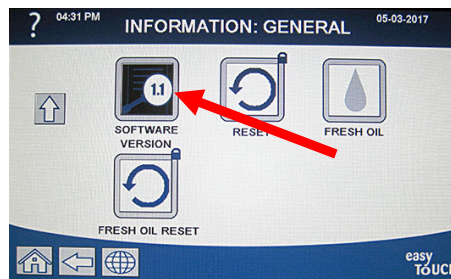 ?
04:31 PM
INFORMATION: GENERAL
05-03-2017
1.1
SOFTWARE
VERSION
RESET
FRESH OIL
FRESH OIL RESET
easy
ToUC